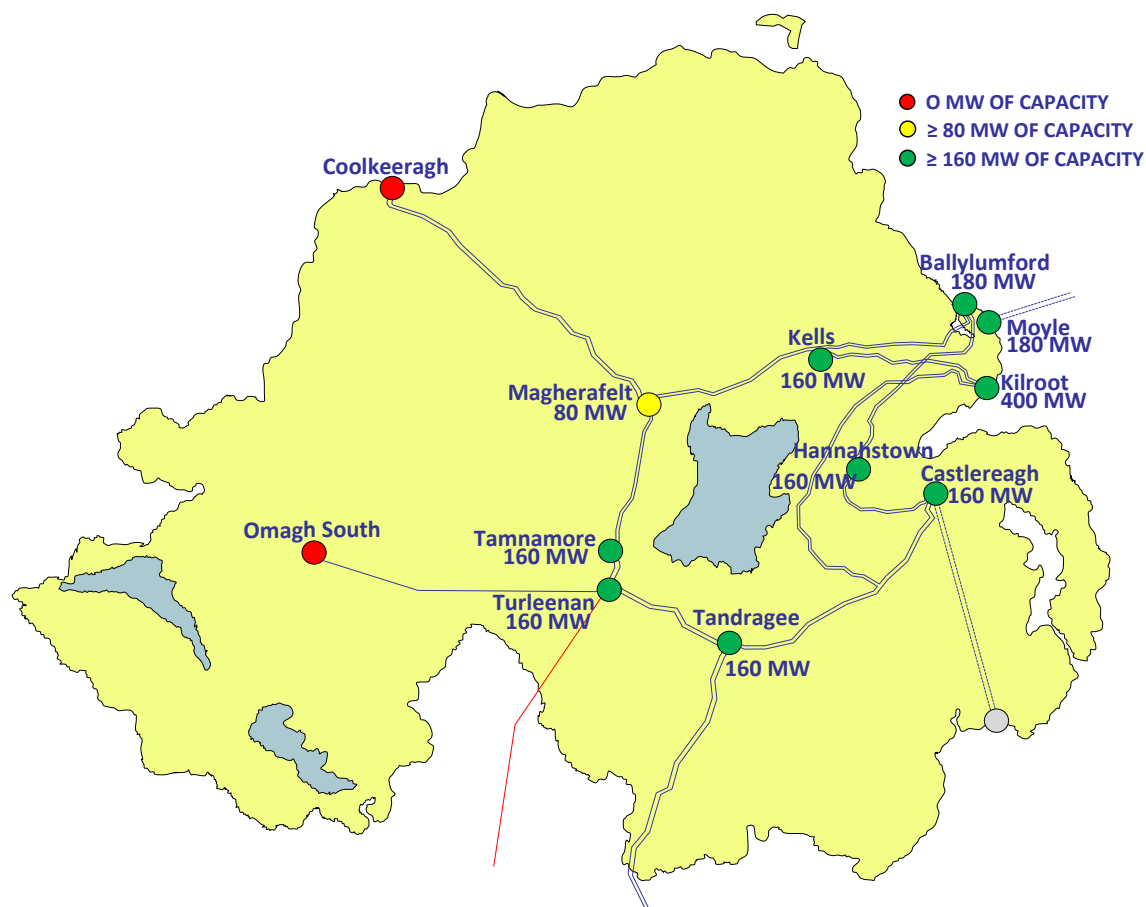 O MW OF CAPACITY
≥ 80 MW OF CAPACITY
≥ 160 MW OF CAPACITY
Coolkeeragh
Ballylumford
180 MW
Moyle
180 MW
Kells
160 MW
Kilroot
400 MW
Magherafelt
80 MW
Hannahstown
160 MW
Castlereagh
160 MW
Omagh South
Tamnamore
160 MW
Turleenan
160 MW
Tandragee
160 MW